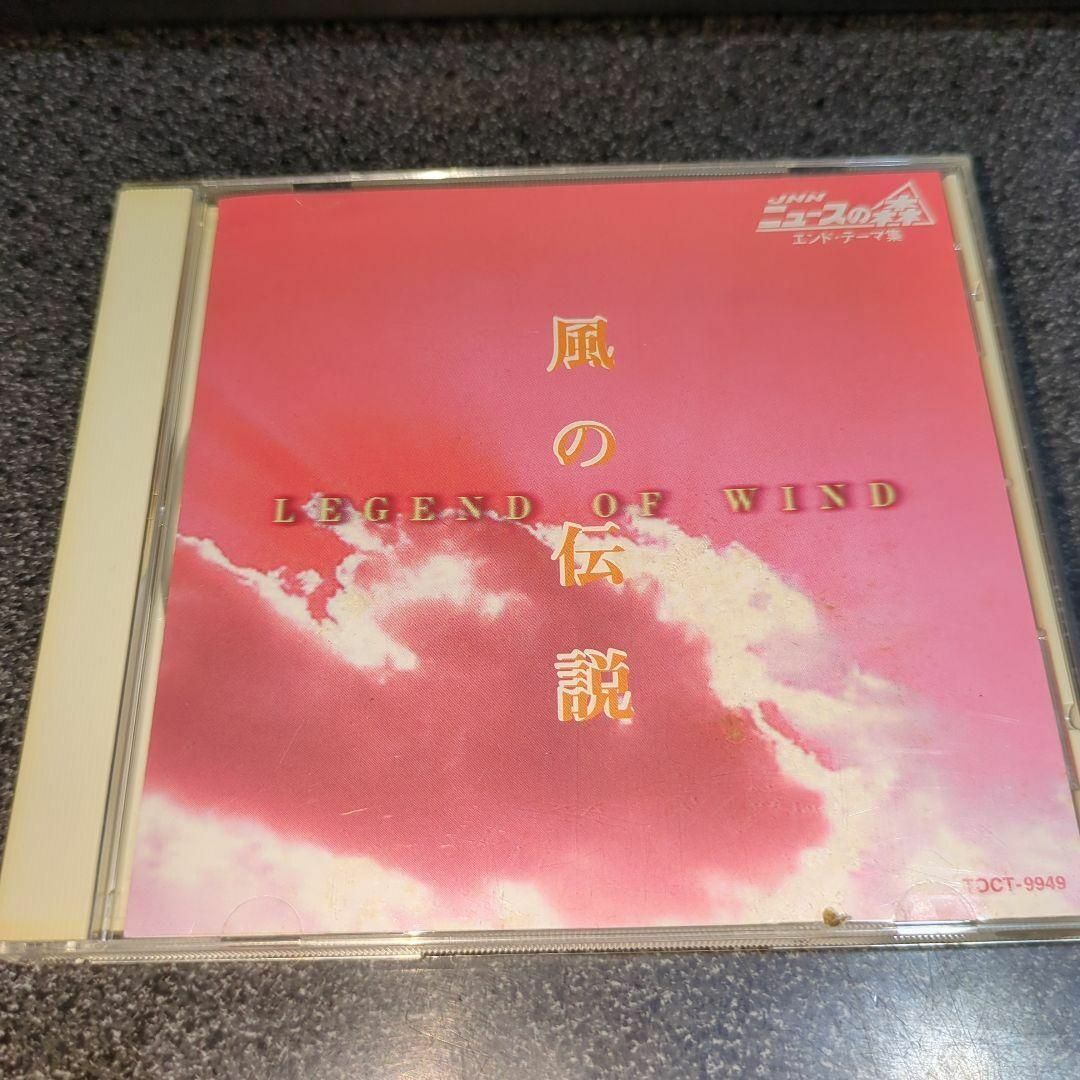 JNN
ニュースの森
エンド・テーマ集
風の伝説
LEGEND OF WIND
TOCT-9949